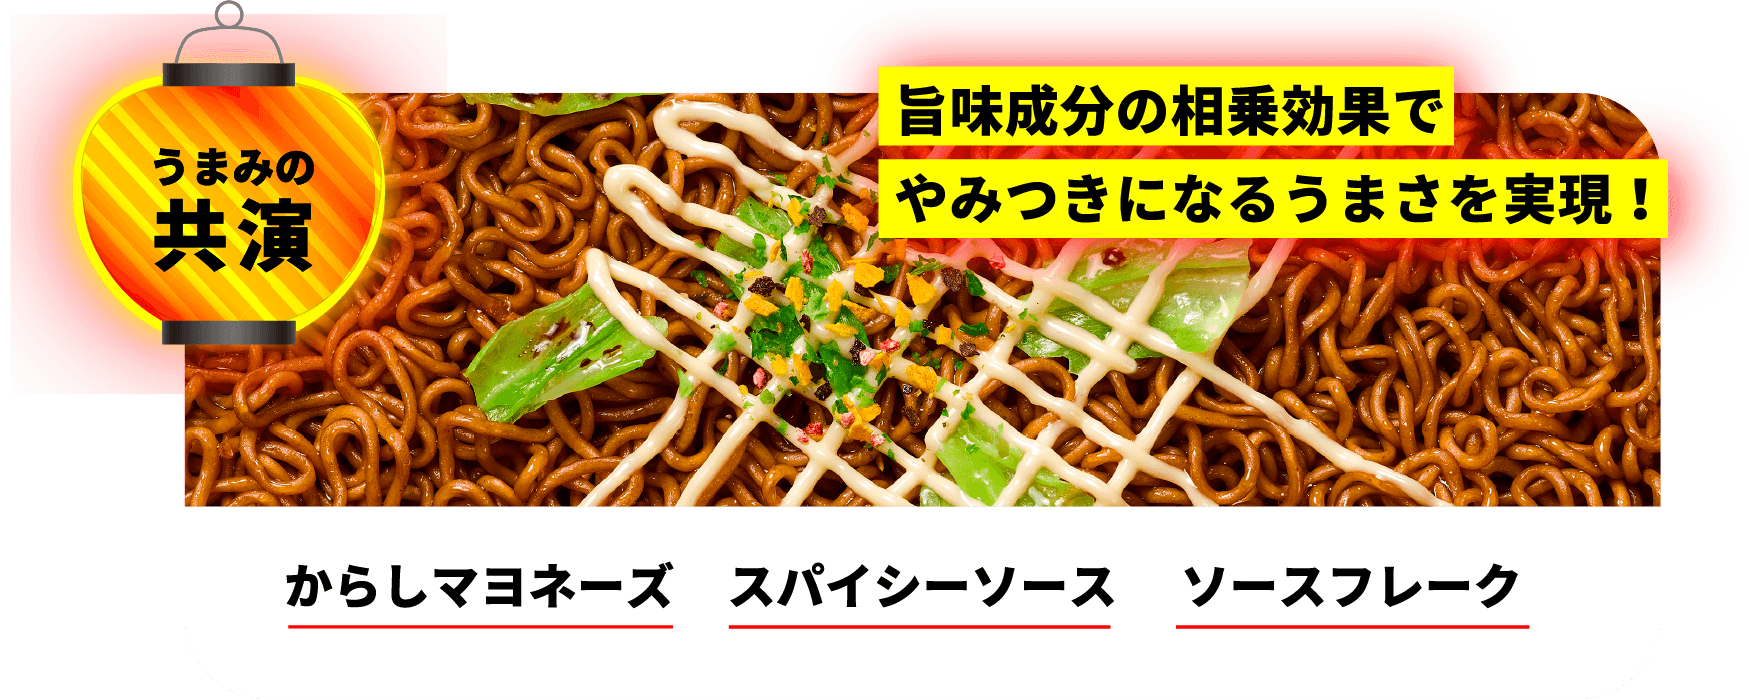 うまみの
共演
旨味成分の相乗効果で
やみつきになるうまさを実現！
からしマヨネーズ スパイシーソース ソースフレーク